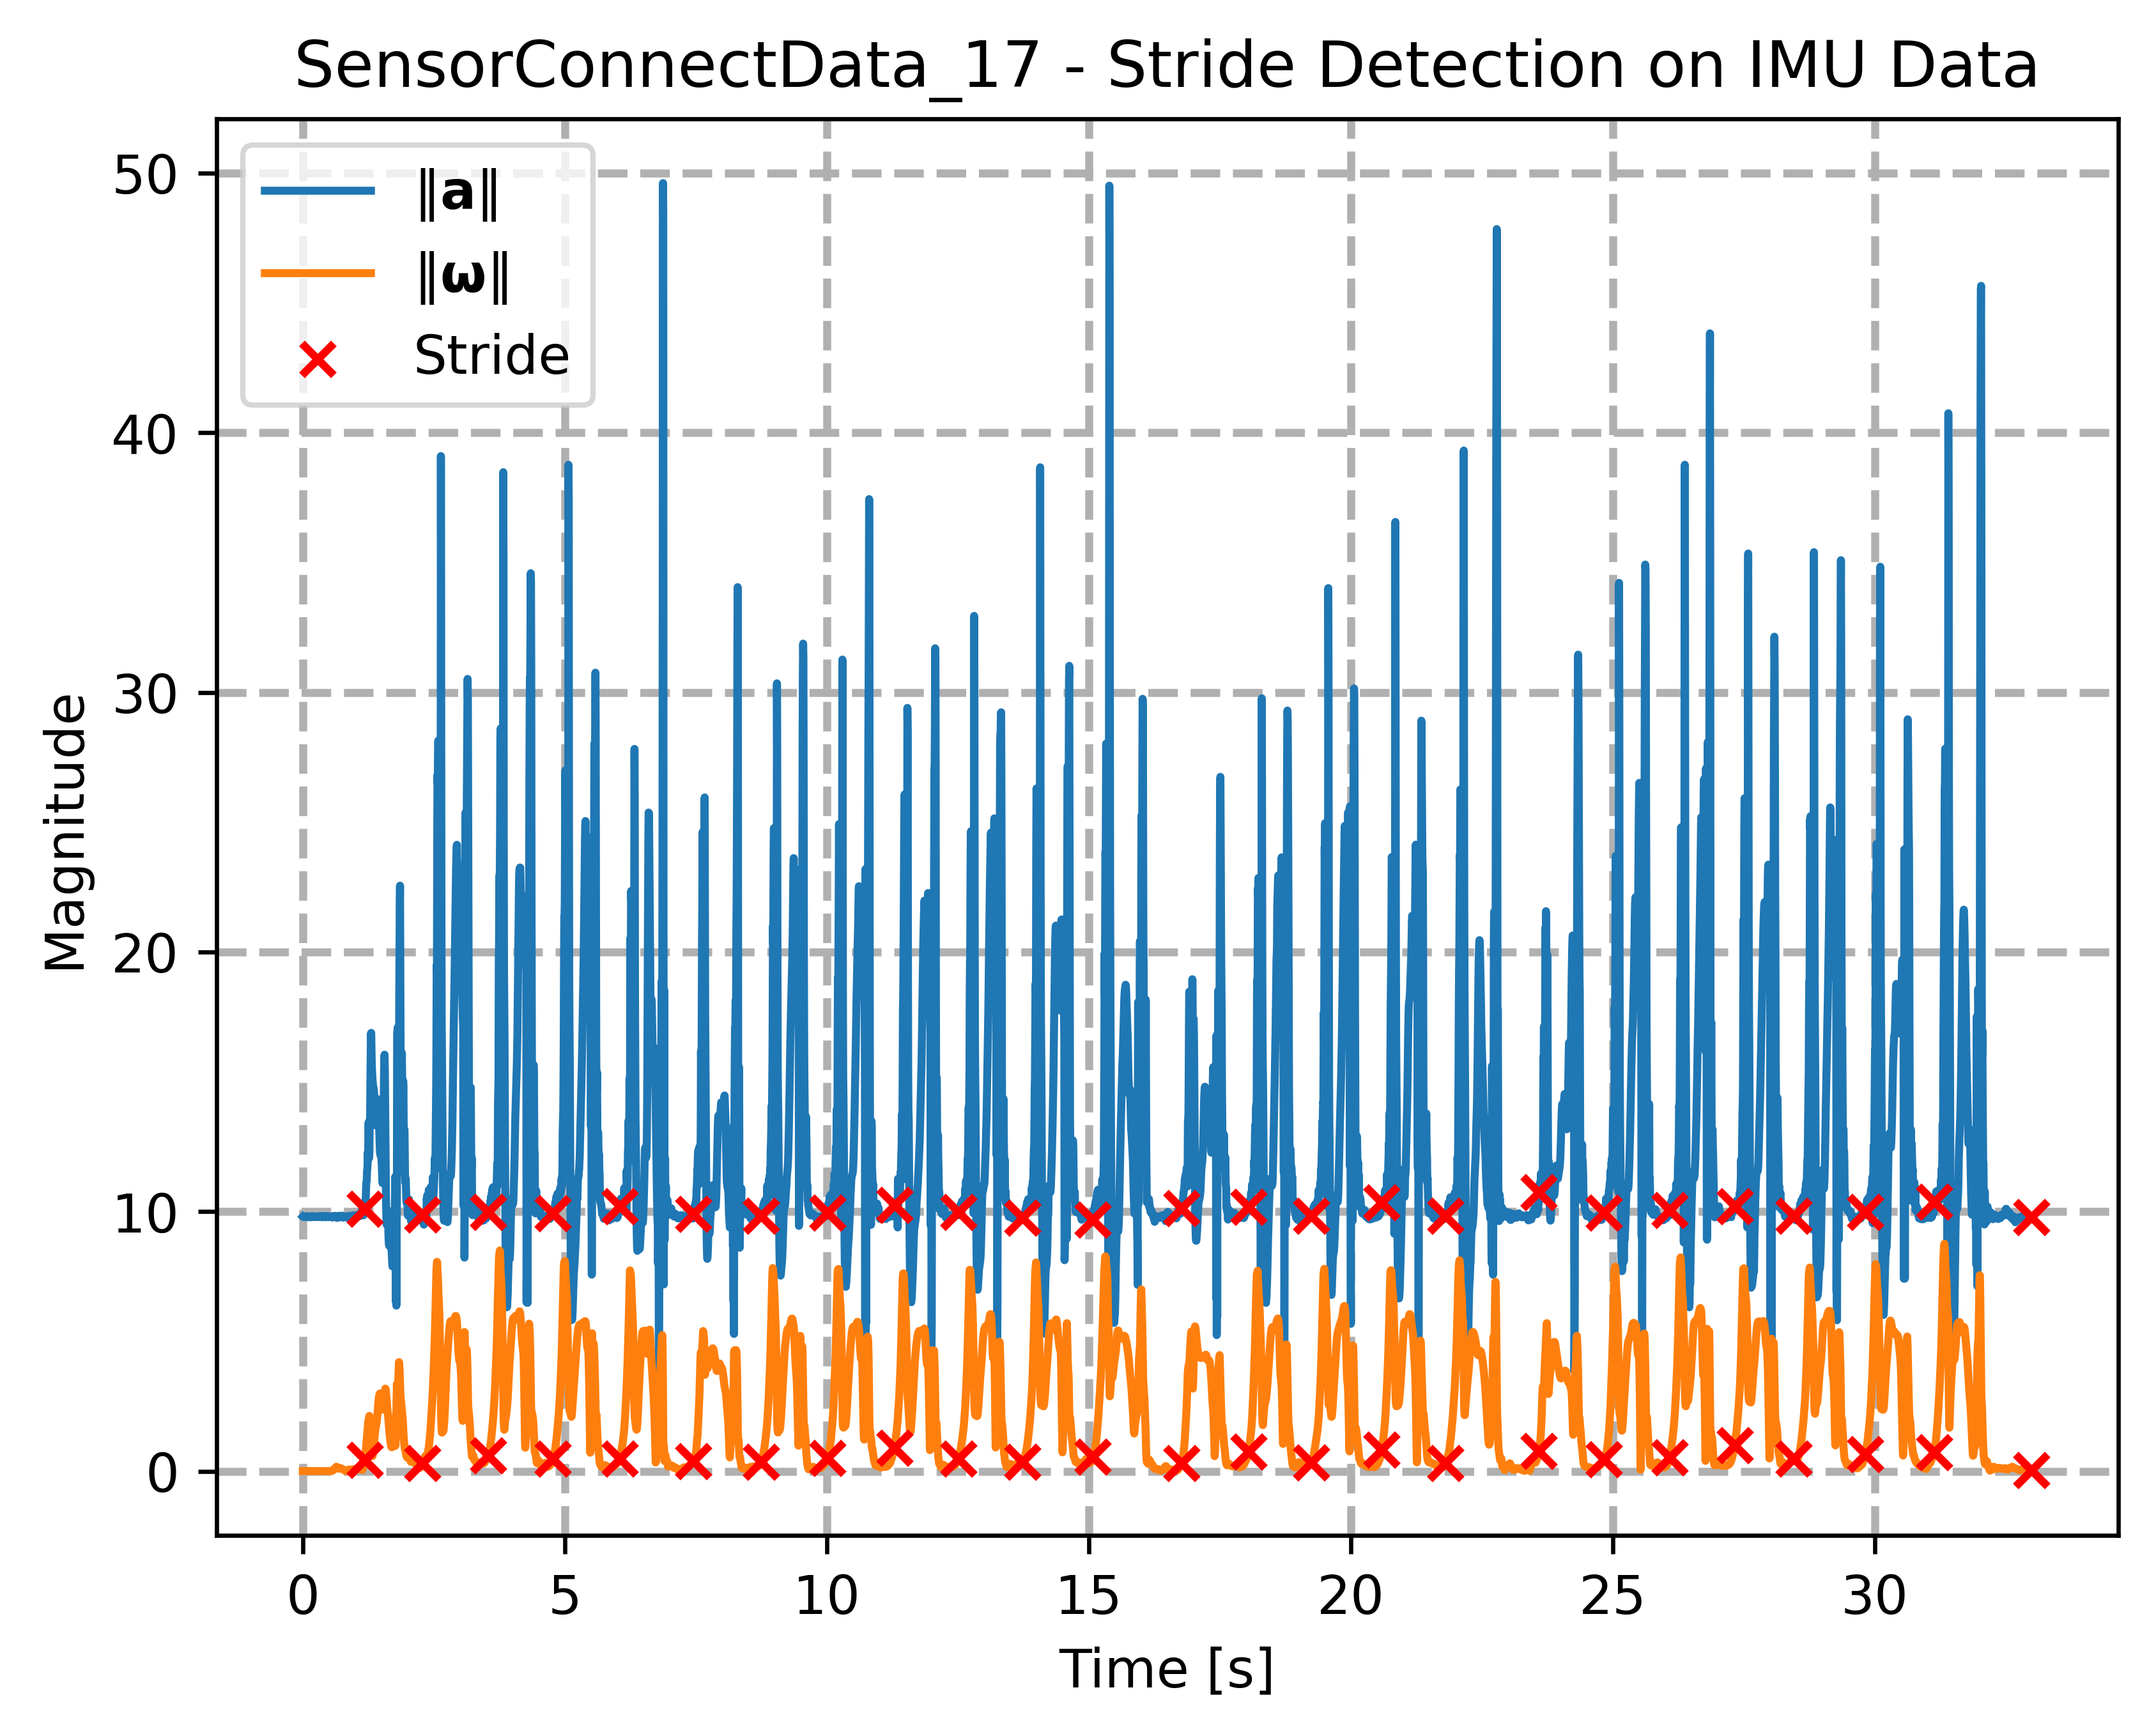 SensorConnectData_17 - Stride Detection on IMU Data
‖a‖
‖ω‖
Stride
Magnitude
50
40
30
20
10
0
0 5 10 15 20 25 30
Time [s]